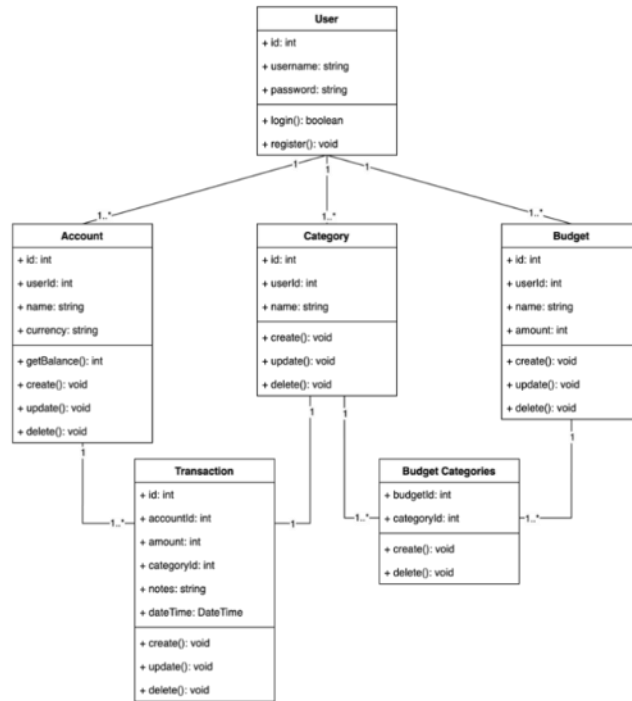 User
+ id: int
+ username: string
+ password: string
+ login(): boolean
+ register(): void
1
1
1
1..*
1..*
1..*
Account
+ id: int
+ userId: int
+ name: string
+ currency: string
+ getBalance(): int
+ create(): void
+ update(): void
+ delete(): void
Category
+ id: int
+ userId: int
+ name: string
+ create(): void
+ update(): void
+ delete(): void
Budget
+ id: int
+ userId: int
+ name: string
+ amount: int
+ create(): void
+ update(): void
+ delete(): void
1
1
1
1
Transaction
+ id: int
+ accountId: int
+ amount: int
+ categoryId: int
+ notes: string
+ dateTime: DateTime
+ create(): void
+ update(): void
+ delete(): void
1..*
1
Budget Categories
+ budgetId: int
+ categoryId: int
+ create(): void
+ delete(): void
1..*
1..*